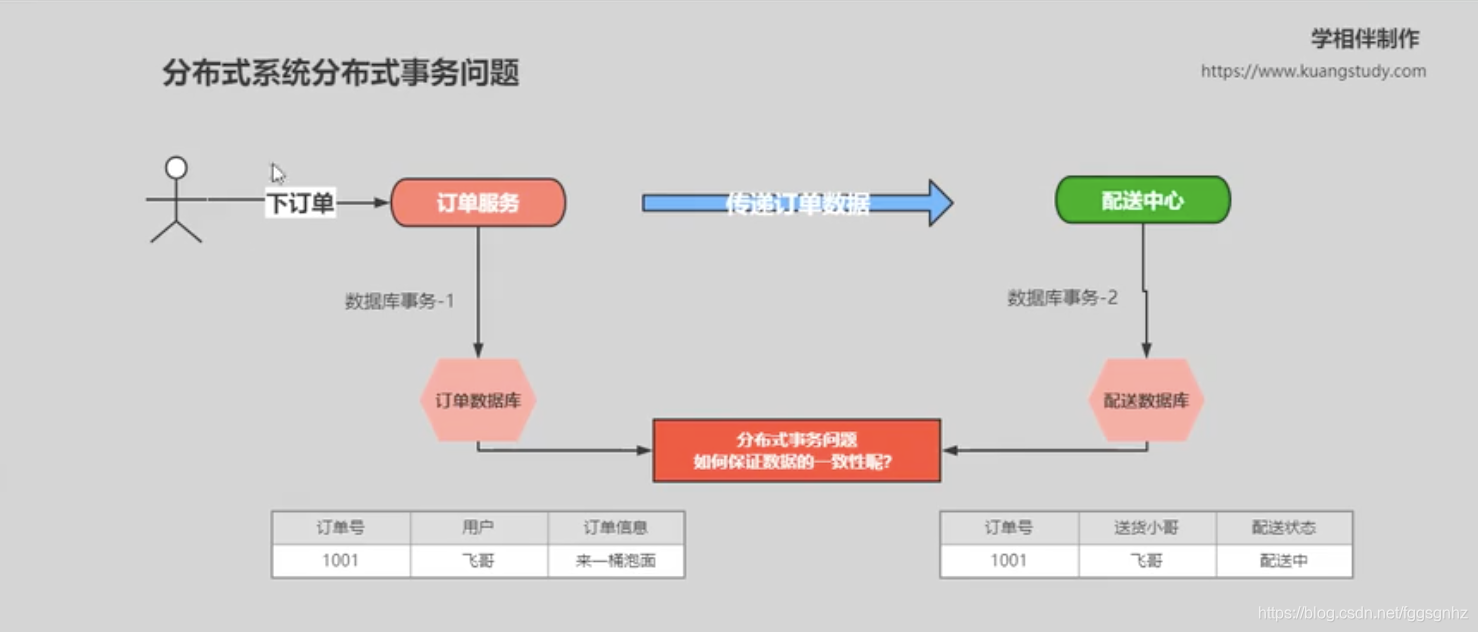 学相伴制作
分布式系统分布式事务问题
https://www.kuangstudy.com
下订单
订单服务
传递订单数据
配送中心
数据库事务-1
数据库事务-2
订单数据库
配送数据库
分布式事务问题
如何保证数据的一致性呢?
订单号 用户 订单信息
1001 飞哥 来一桶泡面
订单号 送货小哥 配送状态
1001 飞哥 配送中
https://blog.csdn.net/fggsgnhz